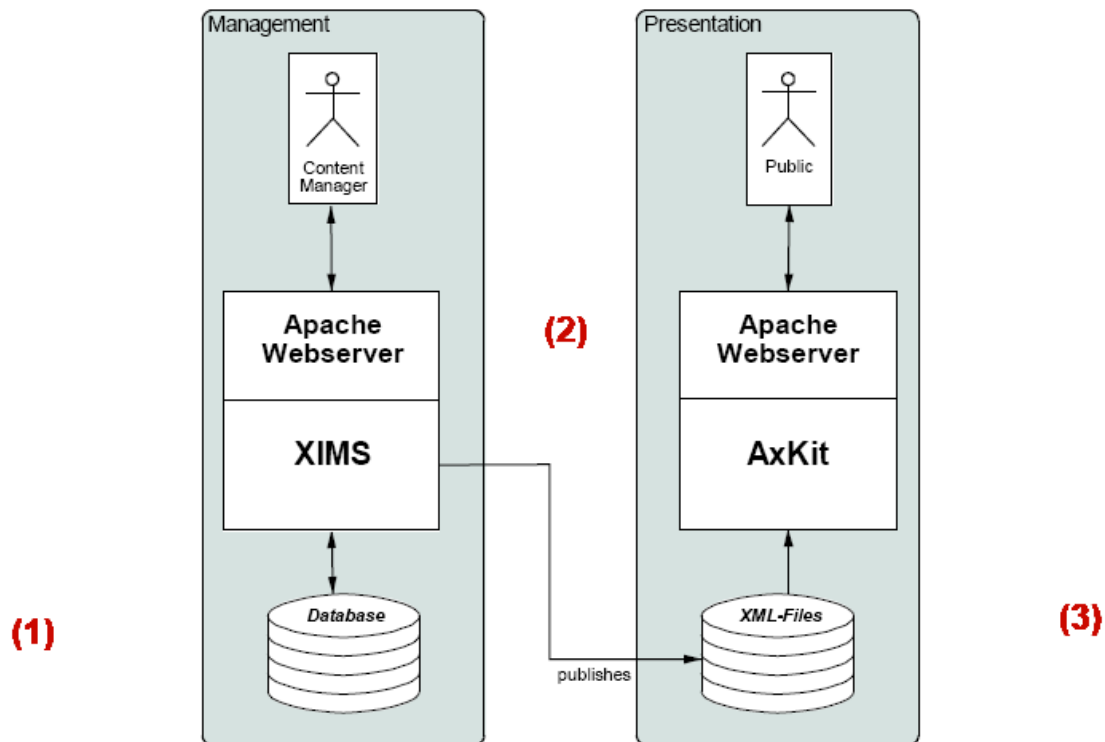 Management
Content
Manager
Apache
Webserver
XIMS
Database
(1)
(2)
publishes
Presentation
Public
Apache
Webserver
AxKit
XML-Files
(3)